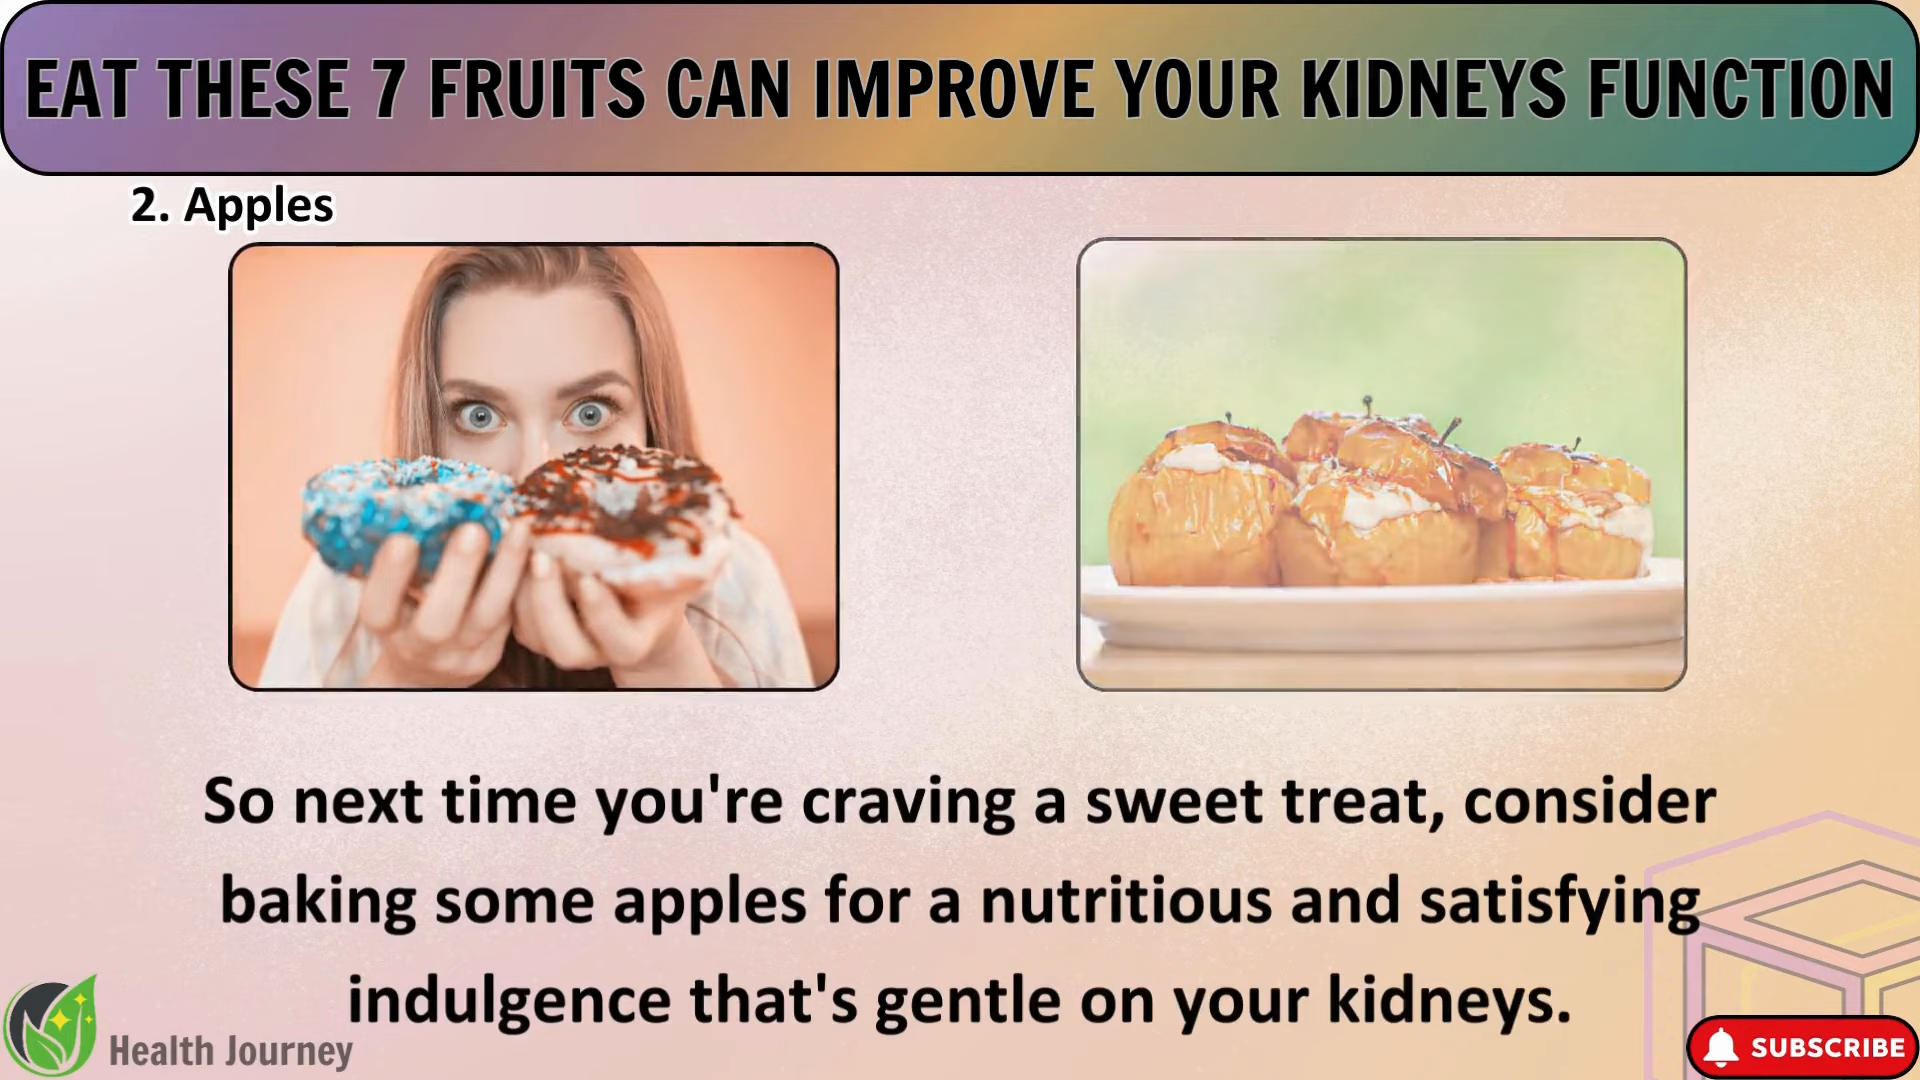 EAT THESE 7 FRUITS CAN IMPROVE YOUR KIDNEYS FUNCTION
2. Apples
So next time you're craving a sweet treat, consider
baking some apples for a nutritious and satisfying
indulgence that's gentle on your kidneys.
Health Journey
SUBSCRIBE